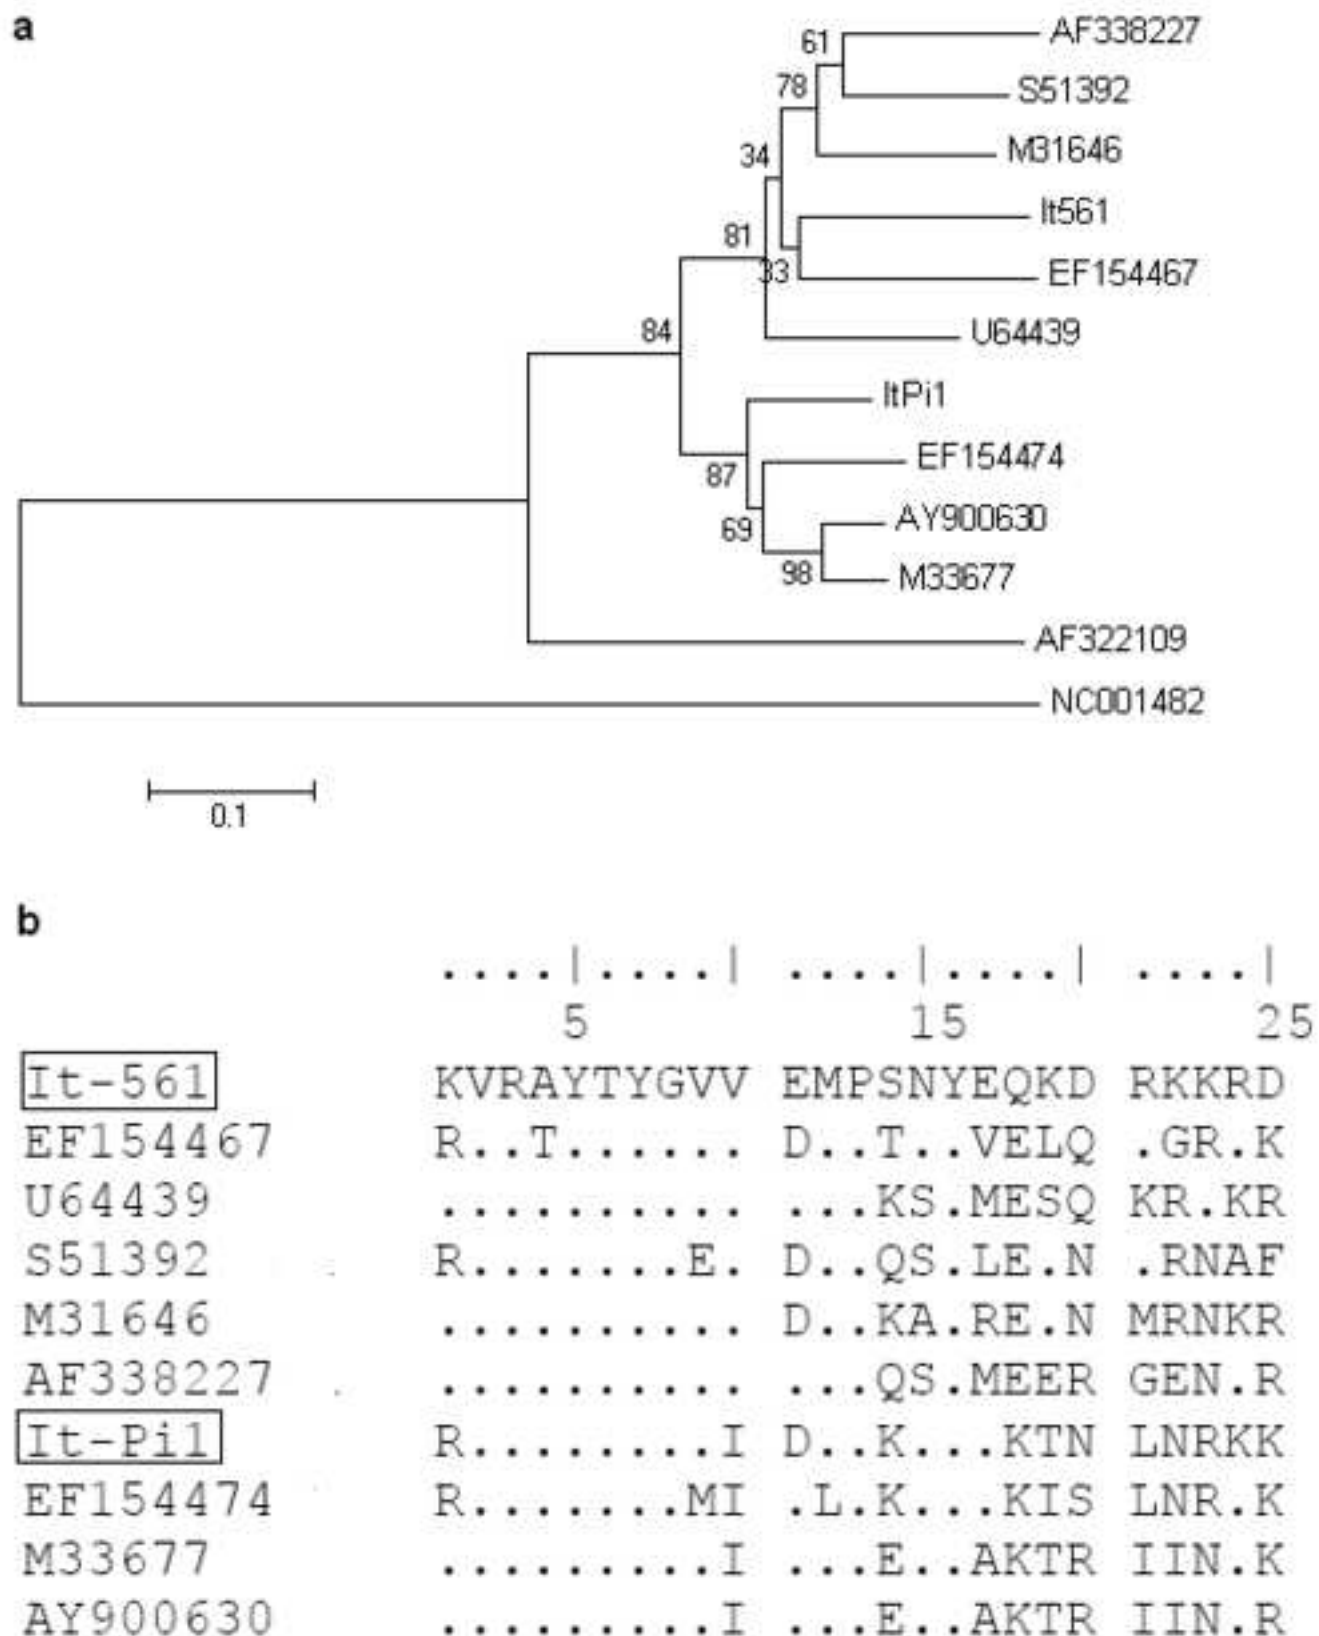 a
AF338227
61
S51392
78
M31646
34
It561
81
33
EF154467
U64439
84
ItPi1
EF154474
87
AY900630
69
98
M33677
AF322109
NC001482
0.1
b
....|....| ....|....| ....|
5 15 25
It-561 KVRAYTYGVV EMPSNYEQKD RKKRD
EF154467 R..T...... D..T..VELQ .GR.K
U64439 .......... ...KS.MESQ KR.KR
S51392 R.......E. D..QS.LE.N .RNAF
M31646 .......... D..KA.RE.N MRNKR
AF338227 .......... ...QS.MEER GEN.R
It-Pi1 R........I D..K...KTN LNRKK
EF154474 R.......MI .L.K...KIS LNR.K
M33677 .........I ...E..AKTR IIN.K
AY900630 .........I ...E..AKTR IIN.R